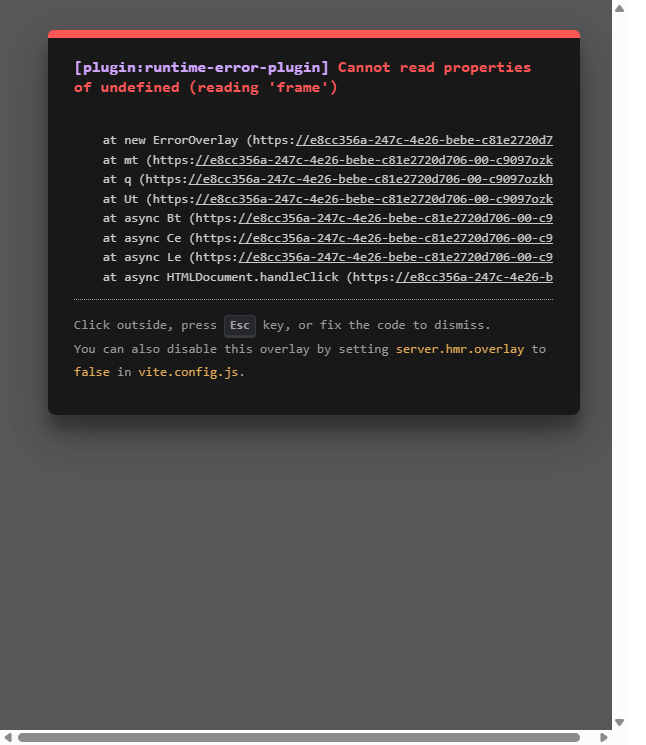 [plugin:runtime-error-plugin] Cannot read properties
of undefined (reading 'frame')
at new ErrorOverlay (https://e8cc356a-247c-4e26-bebe-c81e2720d7
at mt (https://e8cc356a-247c-4e26-bebe-c81e2720d706-00-c9097ozk
at q (https://e8cc356a-247c-4e26-bebe-c81e2720d706-00-c9097ozkh
at Ut (https://e8cc356a-247c-4e26-bebe-c81e2720d706-00-c9097ozk
at async Bt (https://e8cc356a-247c-4e26-bebe-c81e2720d706-00-c9
at async Ce (https://e8cc356a-247c-4e26-bebe-c81e2720d706-00-c9
at async Le (https://e8cc356a-247c-4e26-bebe-c81e2720d706-00-c9
at async HTMLDocument.handleClick (https://e8cc356a-247c-4e26-b
Click outside, press Esc key, or fix the code to dismiss.
You can also disable this overlay by setting server.hmr.overlay to
false in vite.config.js.